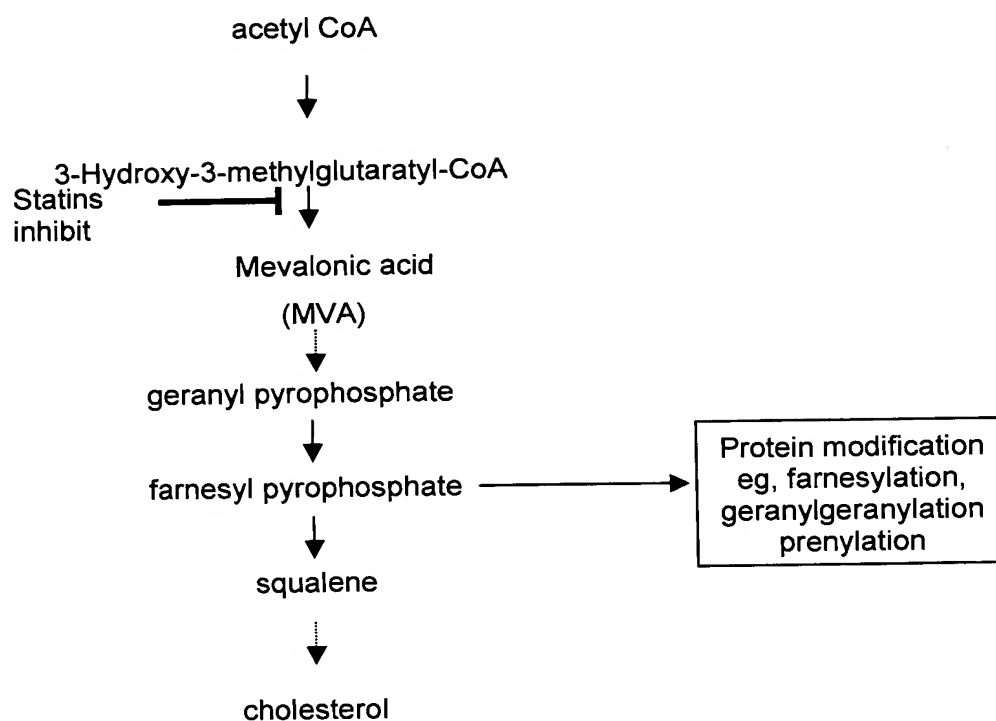 acetyl CoA
3-Hydroxy-3-methylglutaratyl-CoA
Statins
inhibit
Mevalonic acid
(MVA)
geranyl pyrophosphate
farnesyl pyrophosphate
Protein modification
eg, farnesylation,
geranylgeranylation
prenylation
squalene
cholesterol